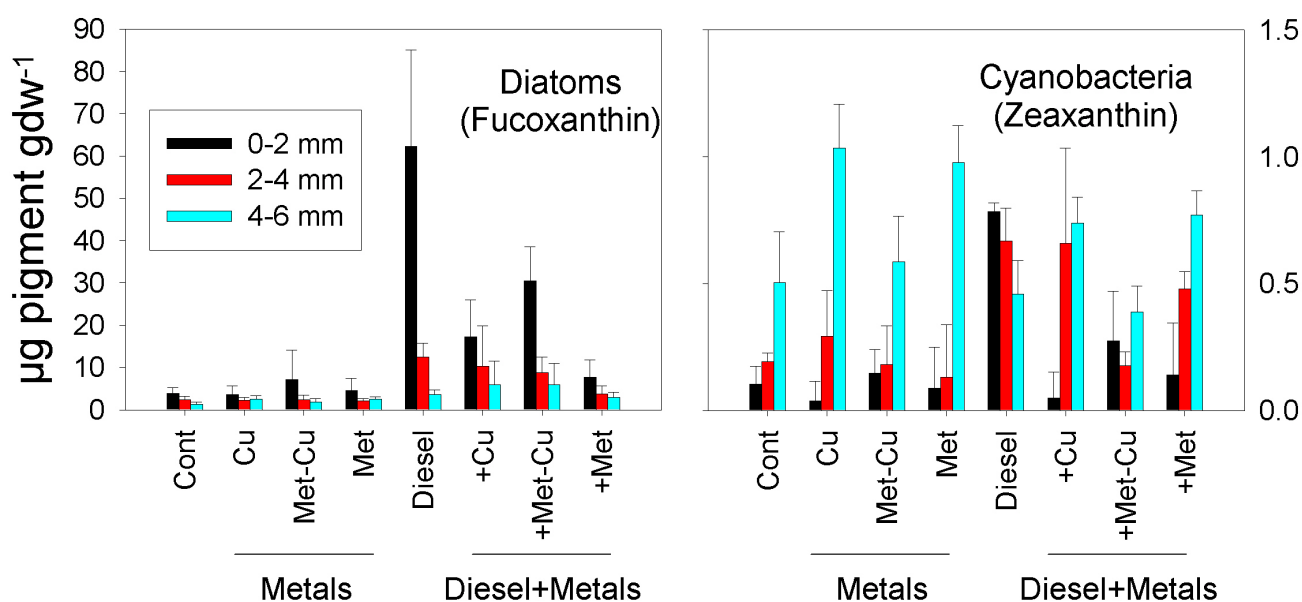 µg pigment gdw-1
90
80
70
60
50
40
30
20
10
0
Diatoms
(Fucoxanthin)
0-2 mm
2-4 mm
4-6 mm
Cont
Cu
Met-Cu
Met
Diesel
+Cu
+Met-Cu
+Met
Metals
Diesel+Metals
Cyanobacteria
(Zeaxanthin)
1.5
1.0
0.5
0.0
Cont
Cu
Met-Cu
Met
Diesel
+Cu
+Met-Cu
+Met
Metals
Diesel+Metals